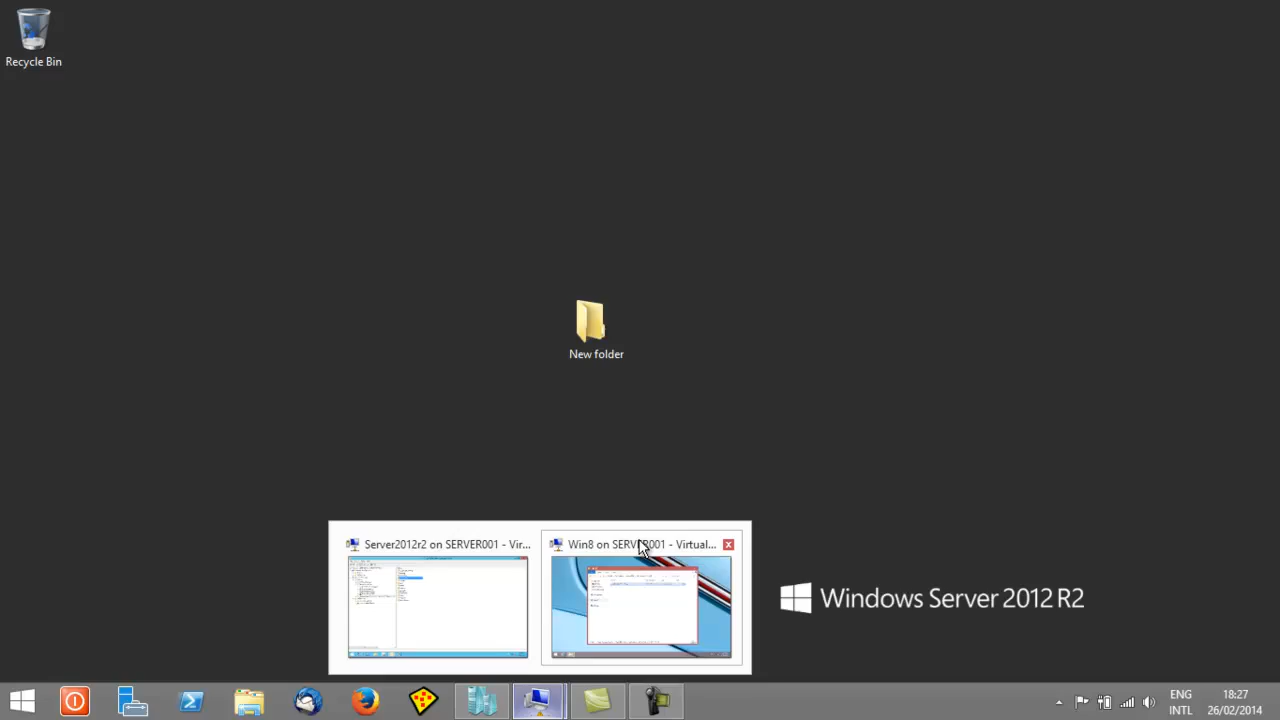 Recycle Bin
New folder
Server2012r2 on SERVER001 - Vir...
Win8 on SERVER001 - Virtual...
Windows Server 2012 R2
ENG
INTL
18:27
26/02/2014